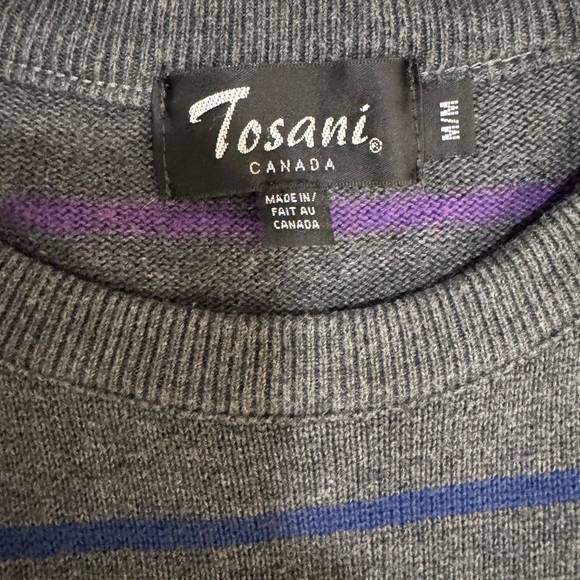 Tosani®
CANADA
M/M
MADE IN/
FAIT AU
CANADA